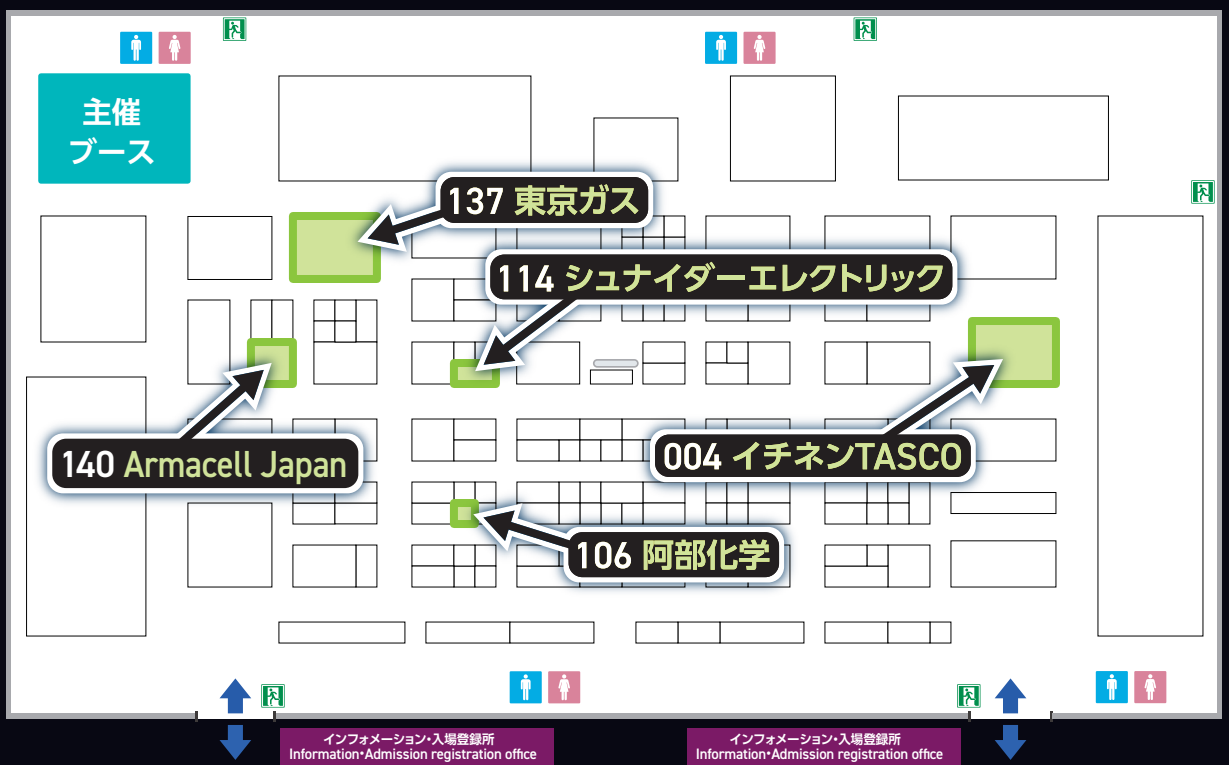 主催
ブース
137 東京ガス
114 シュナイダーエレクトリック
140 Armacell Japan
004 イチネンTASCO
106 阿部化学
インフォメーション・入場登録所
Information・Admission registration office
インフォメーション・入場登録所
Information・Admission registration office